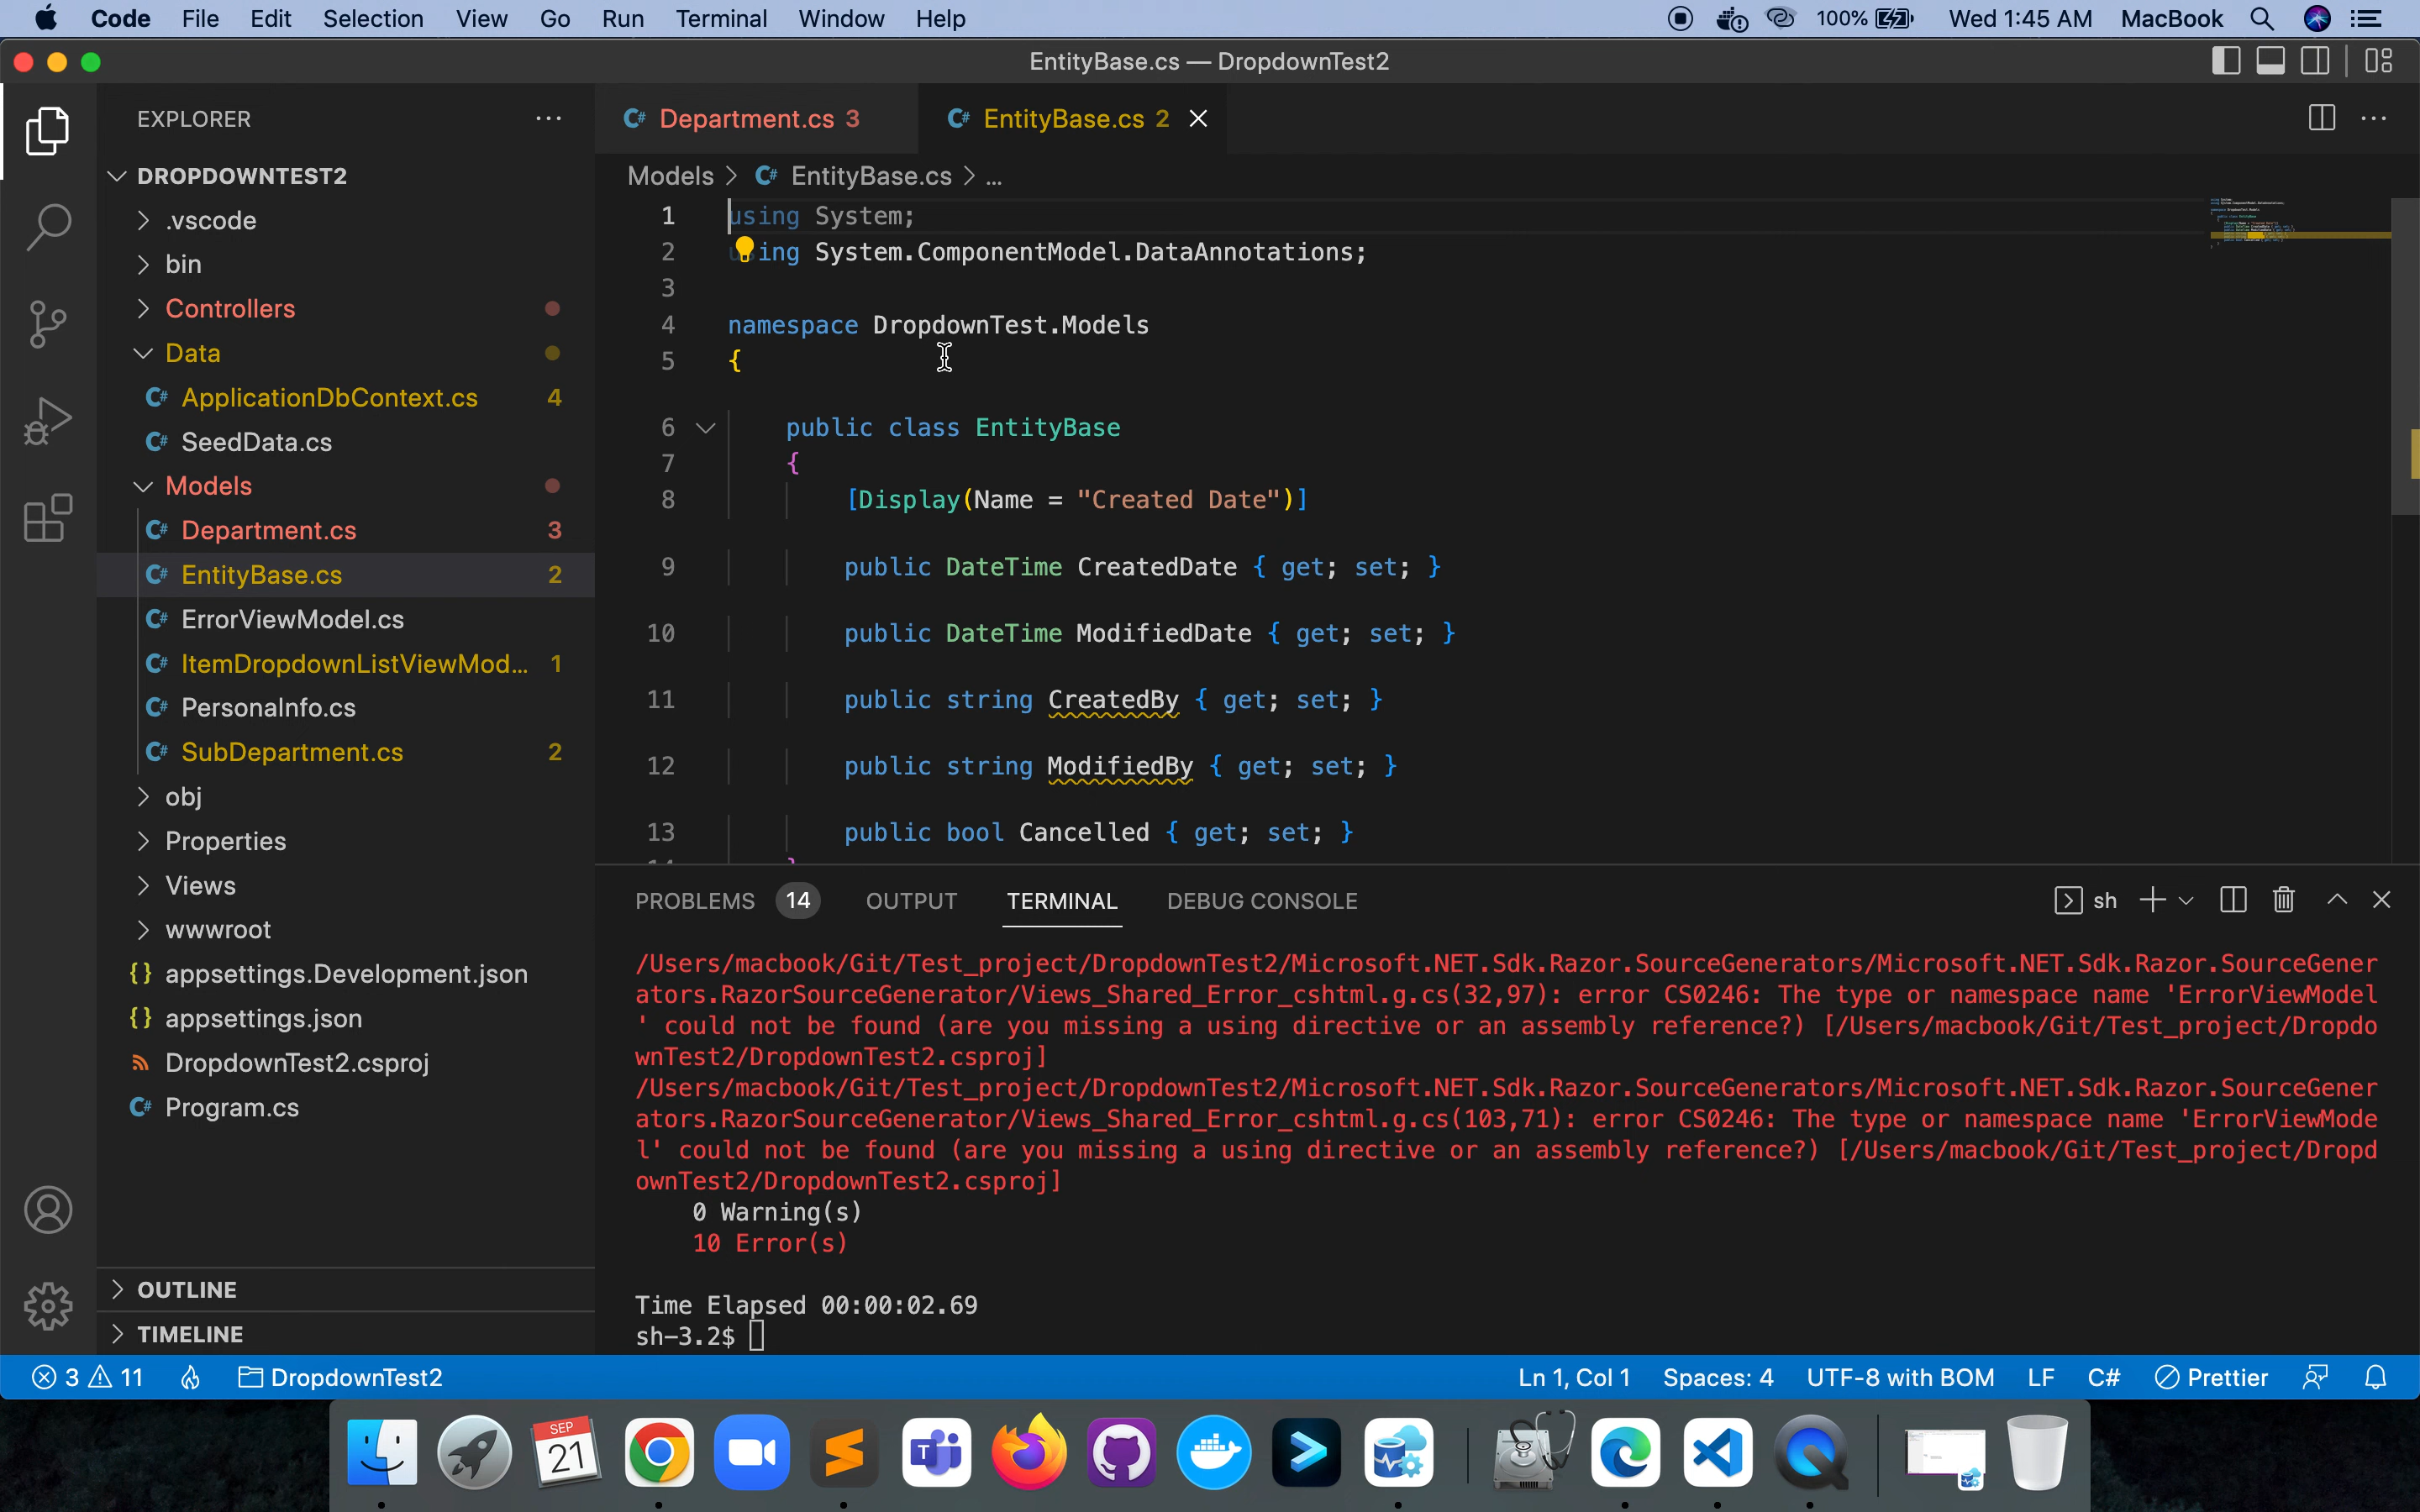 Code File Edit Selection View Go Run Terminal Window Help 100% Wed 1:45 AM MacBook
EntityBase.cs — DropdownTest2
EXPLORER
DROPDOWNTEST2
.vscode
bin
Controllers
Data
C# ApplicationDbContext.cs 4
C# SeedData.cs
Models
C# Department.cs 3
C# EntityBase.cs 2
C# ErrorViewModel.cs
C# ItemDropdownListViewMod... 1
C# PersonalInfo.cs
C# SubDepartment.cs 2
obj
Properties
Views
wwwroot
{} appsettings.Development.json
{} appsettings.json
DropdownTest2.csproj
C# Program.cs
OUTLINE
TIMELINE
C# Department.cs 3 C# EntityBase.cs 2
Models > C# EntityBase.cs > ...
1 using System;
2 using System.ComponentModel.DataAnnotations;
3
4 namespace DropdownTest.Models
5 {
6 public class EntityBase
7 {
8 [Display(Name = "Created Date")]
9 public DateTime CreatedDate { get; set; }
10 public DateTime ModifiedDate { get; set; }
11 public string CreatedBy { get; set; }
12 public string ModifiedBy { get; set; }
13 public bool Cancelled { get; set; }
PROBLEMS 14 OUTPUT TERMINAL DEBUG CONSOLE sh
/Users/macbook/Git/Test_project/DropdownTest2/Microsoft.NET.Sdk.Razor.SourceGenerators/Microsoft.NET.Sdk.Razor.SourceGener
ators.RazorSourceGenerator/Views_Shared_Error_cshtml.g.cs(32,97): error CS0246: The type or namespace name 'ErrorViewModel
' could not be found (are you missing a using directive or an assembly reference?) [/Users/macbook/Git/Test_project/Dropdo
wnTest2/DropdownTest2.csproj]
/Users/macbook/Git/Test_project/DropdownTest2/Microsoft.NET.Sdk.Razor.SourceGenerators/Microsoft.NET.Sdk.Razor.SourceGener
ators.RazorSourceGenerator/Views_Shared_Error_cshtml.g.cs(103,71): error CS0246: The type or namespace name 'ErrorViewMode
l' could not be found (are you missing a using directive or an assembly reference?) [/Users/macbook/Git/Test_project/Dropd
ownTest2/DropdownTest2.csproj]
0 Warning(s)
10 Error(s)
Time Elapsed 00:00:02.69
sh-3.2$
3 11 DropdownTest2 Ln 1, Col 1 Spaces: 4 UTF-8 with BOM LF C# Prettier
SEP
21